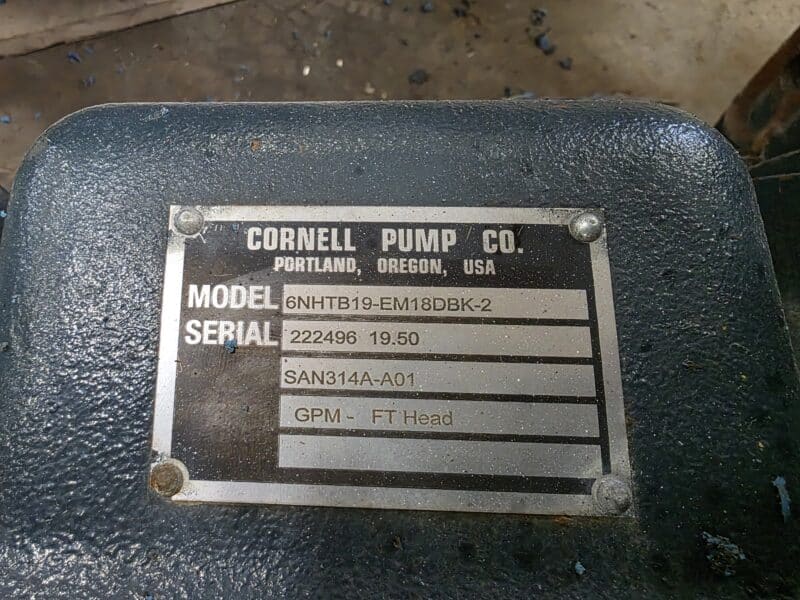 CORNELL PUMP CO.
PORTLAND, OREGON, USA
MODEL 6NHTB19-EM18DBK-2
SERIAL 222496 19.50
SAN314A-A01
GPM - FT Head